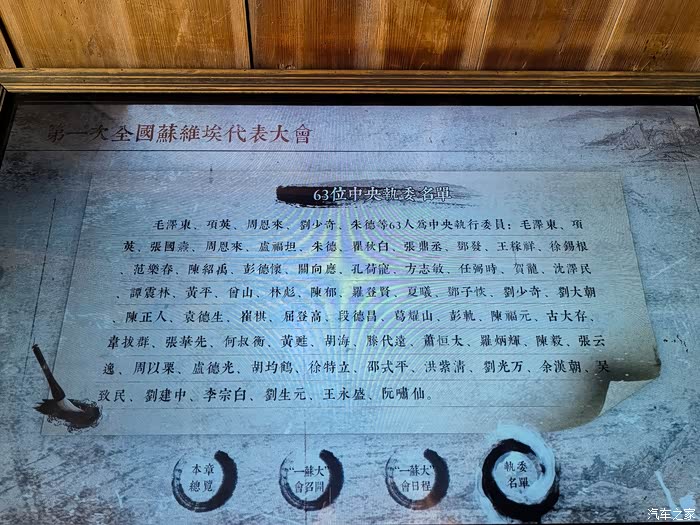 第一次全國蘇維埃代表大會
63位中央執委名單
毛澤東、項英、周恩來、劉少奇、朱德等63人為中央執行委員：毛澤東、項
英、張國燾、周恩來、盧福坦、朱德、瞿秋白、張鼎丞、鄧發、王稼祥、徐錫根
、范樂春、陳紹禹、彭德懷、關向應、孔荷寵、方志敏、任弼時、賀龍、沈澤民
、譚震林、黃平、曾山、林彪、陳郁、羅登賢、夏曦、鄧子恢、劉少奇、劉大朝
、陳正人、袁德生、崔棋、屈登高、段德昌、葛耀山、彭軌、陳福元、古大存、
韋拔群、張華先、何叔衡、黃甦、胡海、滕代遠、蕭恒太、羅炳輝、陳毅、張云
逸、周以栗、盧德光、胡均鶴、徐特立、邵式平、洪紫清、劉光万、余漢朝、吳
致民、劉建中、李宗白、劉生元、王永盛、阮嘯仙。
本章
總覽
“一蘇大”
會召開
“一蘇大”
會日程
執委
名單
汽车之家